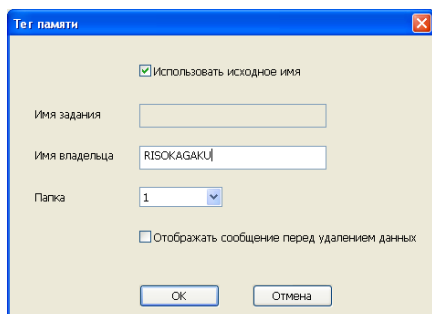 Тег памяти
Использовать исходное имя
Имя задания
Имя владельца RISOKAGAKU
Папка 1
Отображать сообщение перед удалением данных
OK Отмена